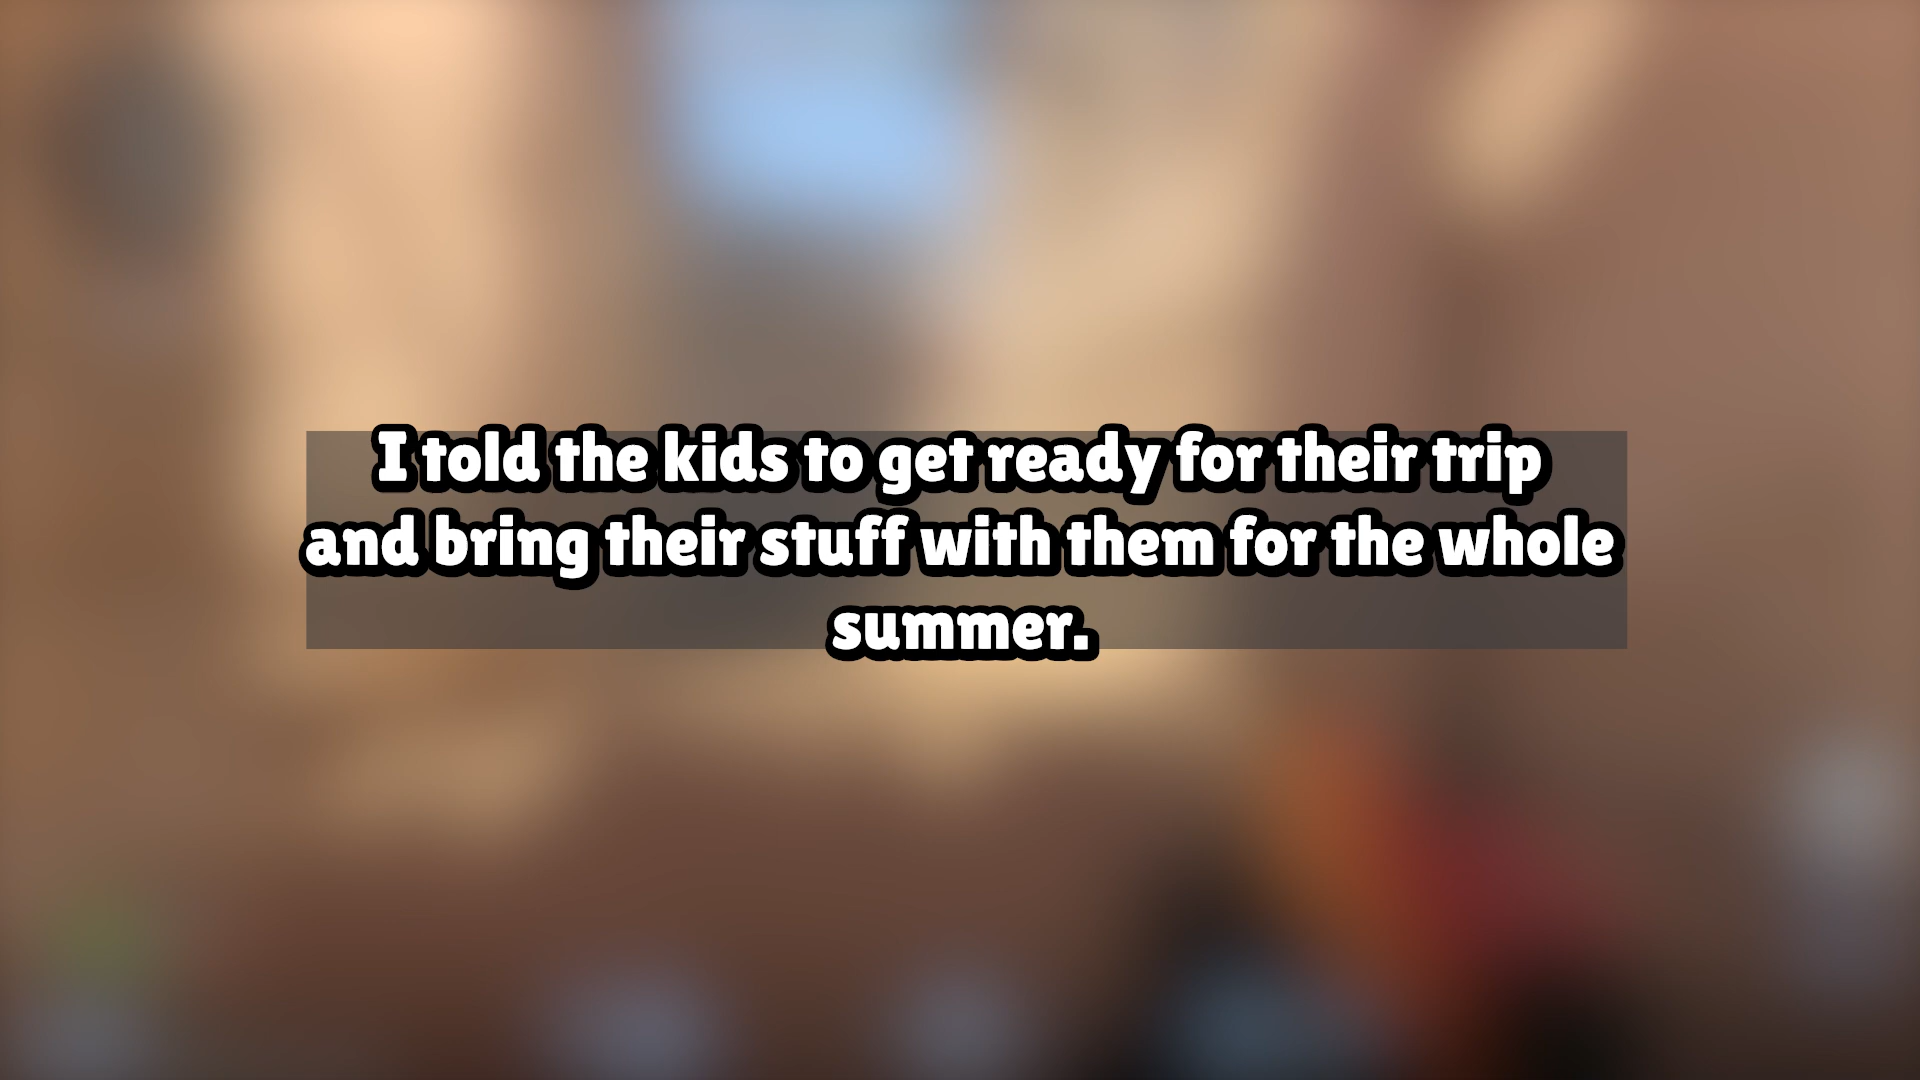 I told the kids to get ready for their trip
and bring their stuff with them for the whole
summer.